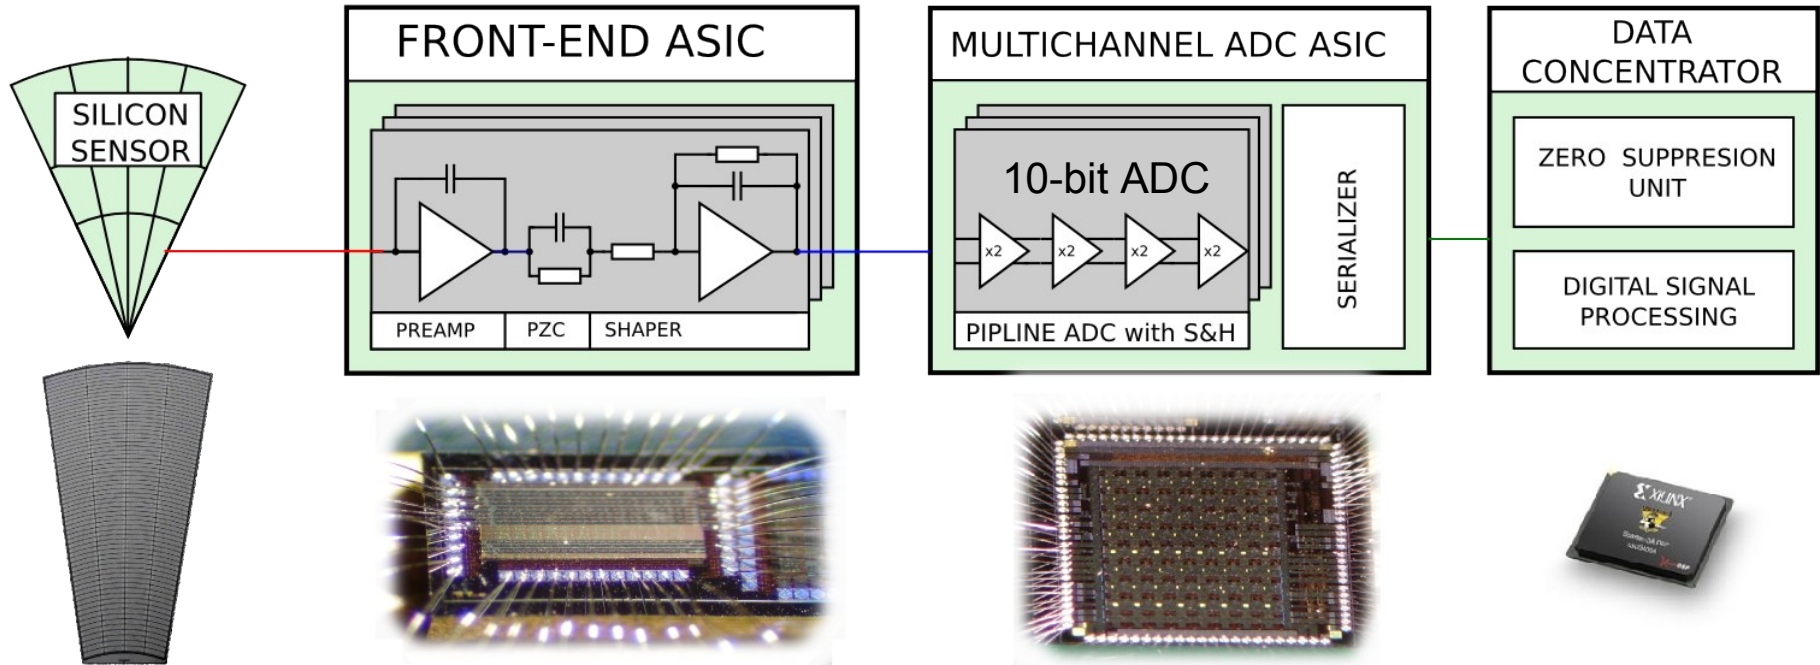 SILICON
SENSOR
FRONT-END ASIC
PREAMP
PZC
SHAPER
MULTICHANNEL ADC ASIC
10-bit ADC
x2
x2
x2
x2
PIPLINE ADC with S&H
SERIALIZER
DATA
CONCENTRATOR
ZERO SUPPRESION
UNIT
DIGITAL SIGNAL
PROCESSING
XILINX